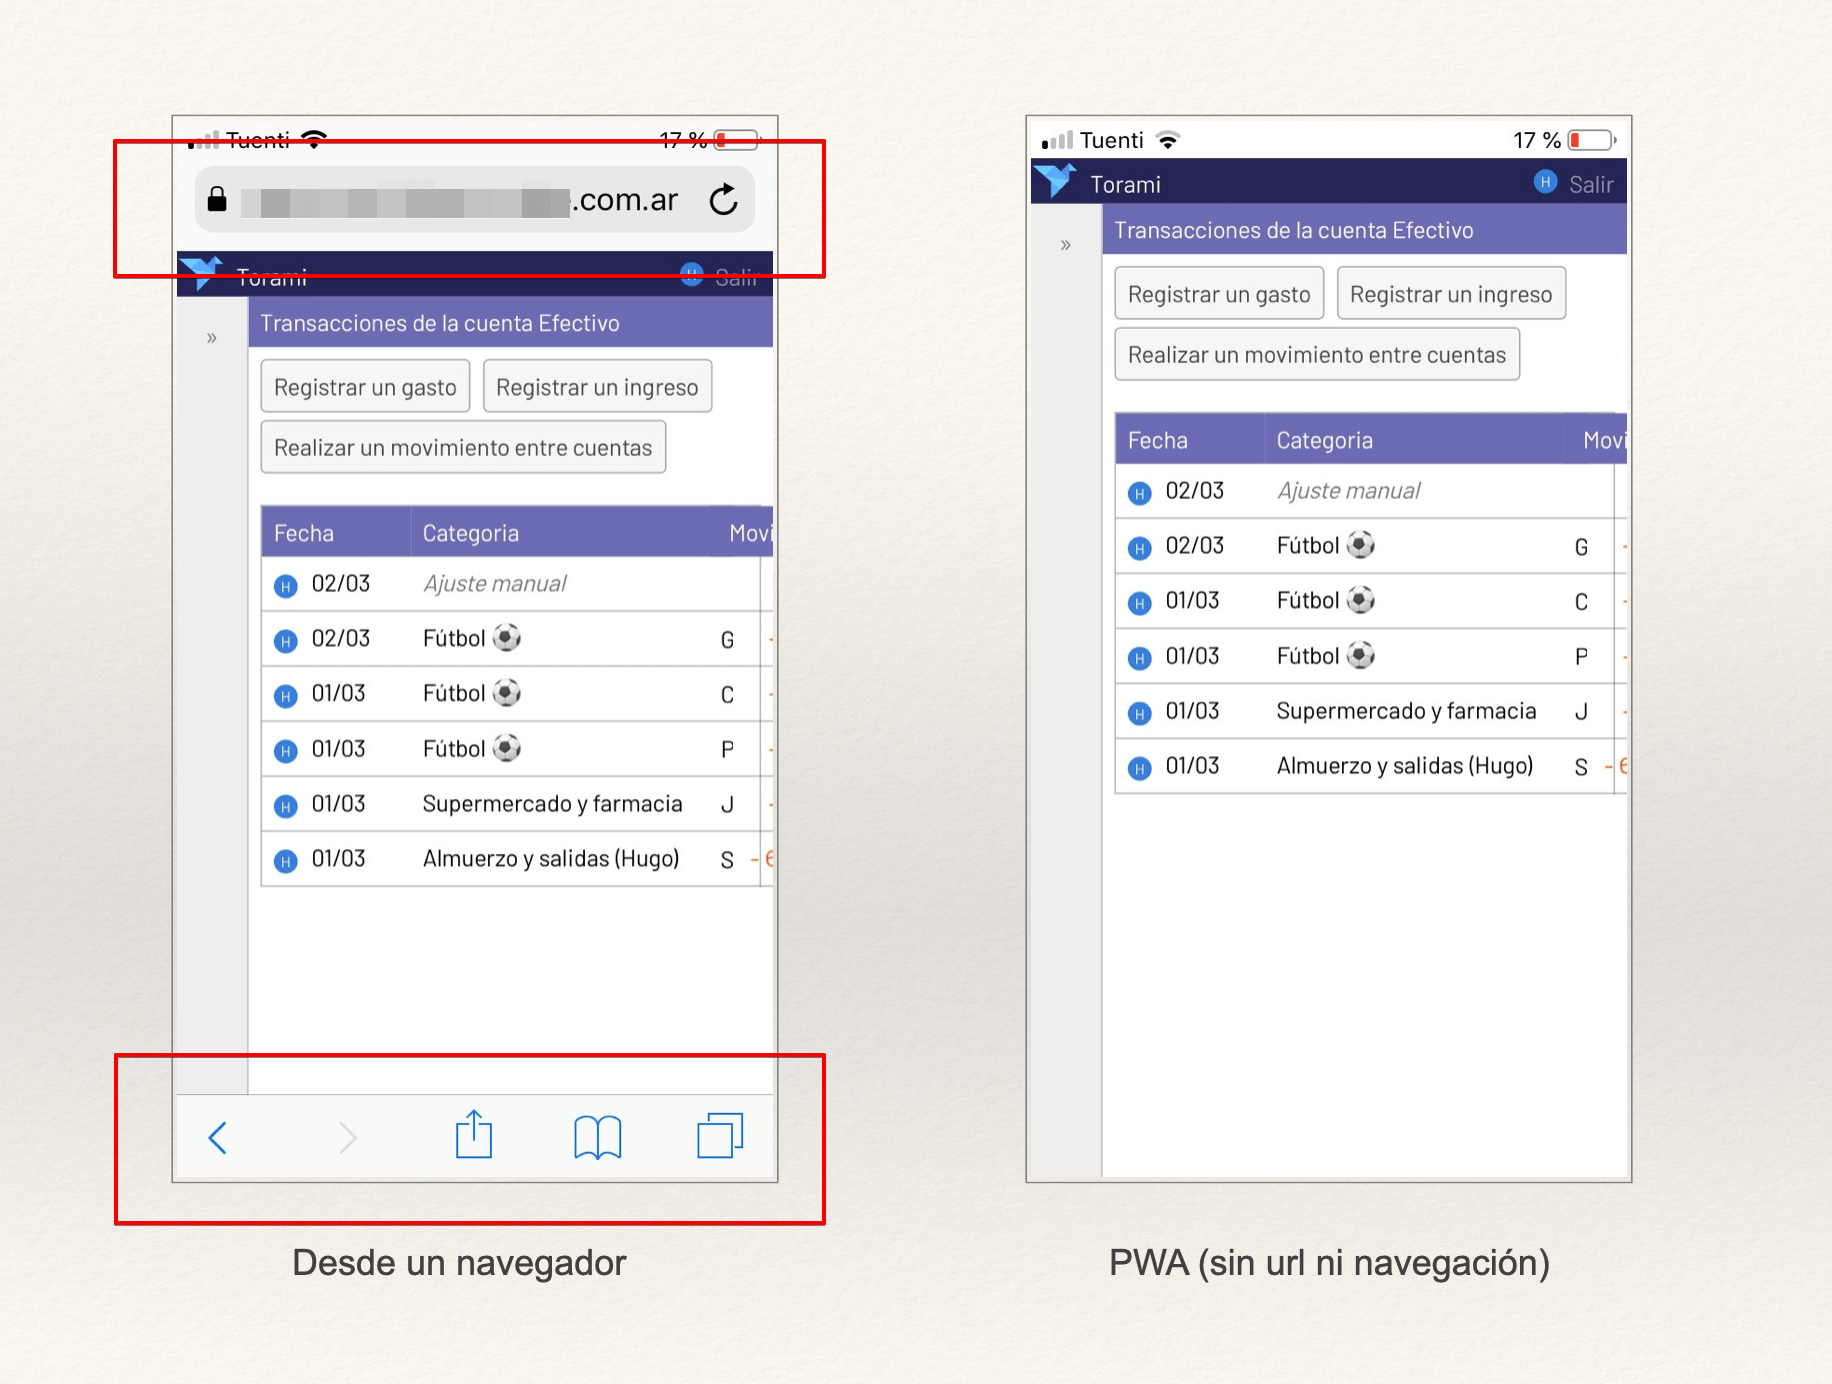 Tuenti 17 %
.com.ar
Torami H Salir
»
Transacciones de la cuenta Efectivo
Registrar un gasto Registrar un ingreso
Realizar un movimiento entre cuentas
Fecha Categoria Movi
H 02/03 Ajuste manual
H 02/03 Fútbol G -
H 01/03 Fútbol C -
H 01/03 Fútbol P -
H 01/03 Supermercado y farmacia J -
H 01/03 Almuerzo y salidas (Hugo) S - 6
Desde un navegador
Tuenti 17 %
Torami H Salir
»
Transacciones de la cuenta Efectivo
Registrar un gasto Registrar un ingreso
Realizar un movimiento entre cuentas
Fecha Categoria Movi
H 02/03 Ajuste manual
H 02/03 Fútbol G -
H 01/03 Fútbol C -
H 01/03 Fútbol P -
H 01/03 Supermercado y farmacia J -
H 01/03 Almuerzo y salidas (Hugo) S - 6
PWA (sin url ni navegación)